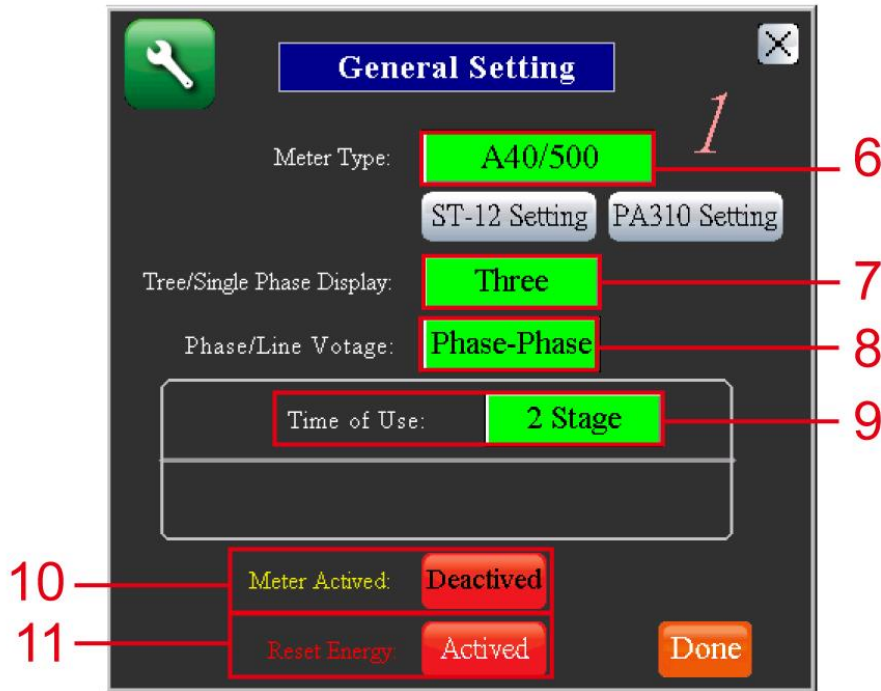 General Setting
1
Meter Type: A40/500 6
ST-12 Setting PA310 Setting
Tree/Single Phase Display: Three 7
Phase/Line Votage: Phase-Phase 8
Time of Use: 2 Stage 9
10 Meter Actived: Deactived
11 Reset Energy: Actived Done